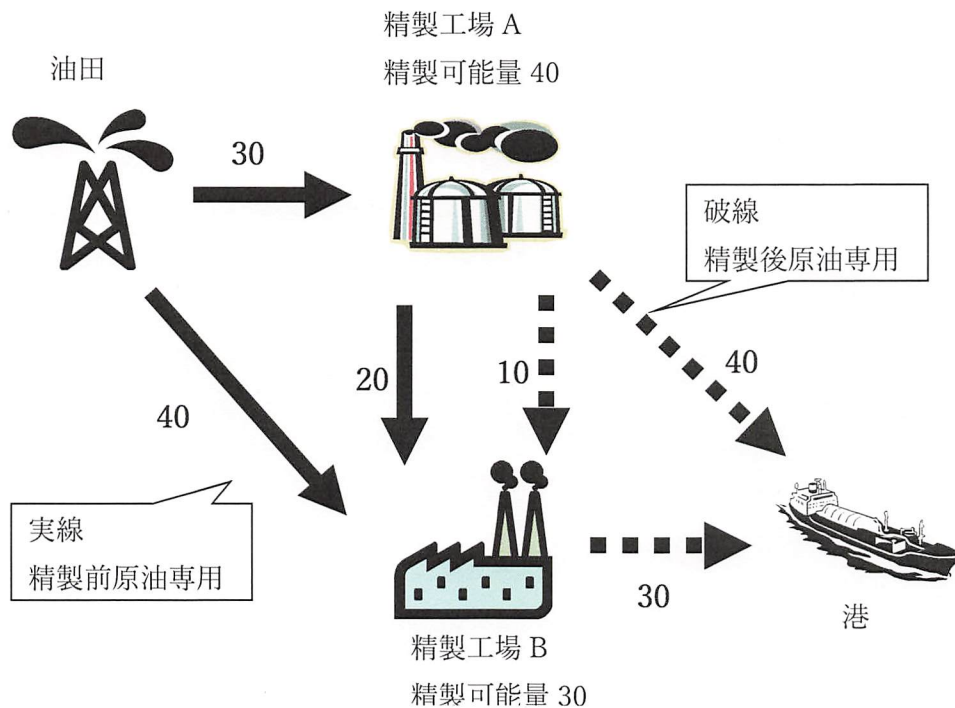 精製工場 A
精製可能量 40
油田
30
破線
精製後原油専用
20
10
40
40
実線
精製前原油専用
30
港
精製工場 B
精製可能量 30